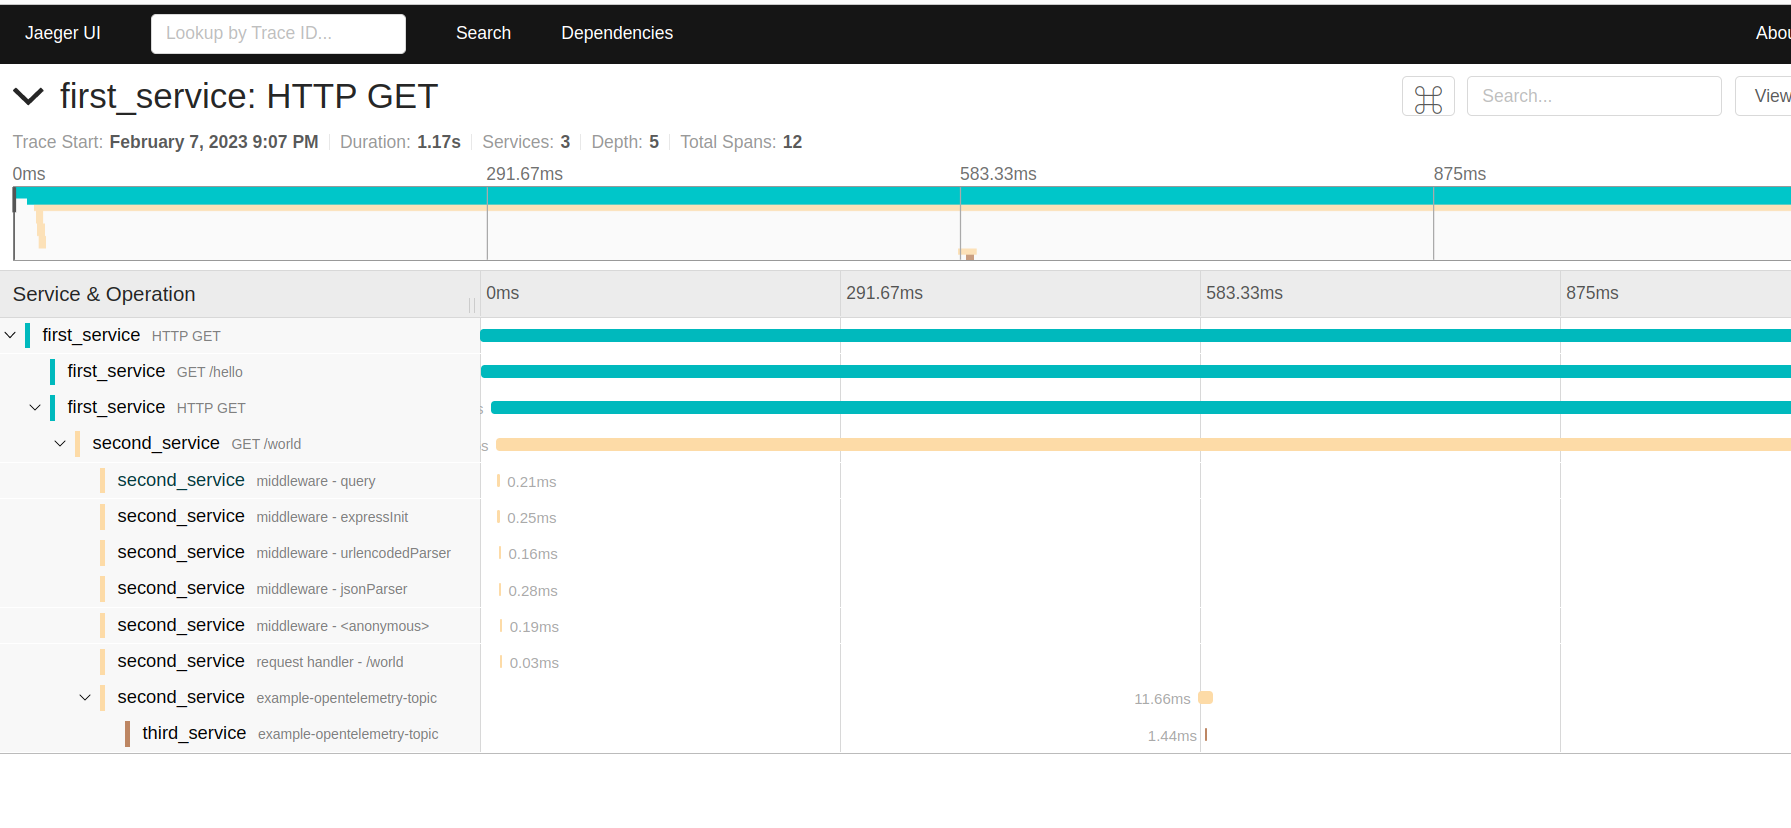 Jaeger UI Lookup by Trace ID... Search Dependencies
first_service: HTTP GET Search... View
Trace Start: February 7, 2023 9:07 PM Duration: 1.17s Services: 3 Depth: 5 Total Spans: 12
0ms 291.67ms 583.33ms 875ms
Service & Operation 0ms 291.67ms 583.33ms 875ms
first_service HTTP GET
first_service GET /hello
first_service HTTP GET
second_service GET /world
second_service middleware - query 0.21ms
second_service middleware - expressInit 0.25ms
second_service middleware - urlencodedParser 0.16ms
second_service middleware - jsonParser 0.28ms
second_service middleware - <anonymous> 0.19ms
second_service request handler - /world 0.03ms
second_service example-opentelemetry-topic 11.66ms
third_service example-opentelemetry-topic 1.44ms